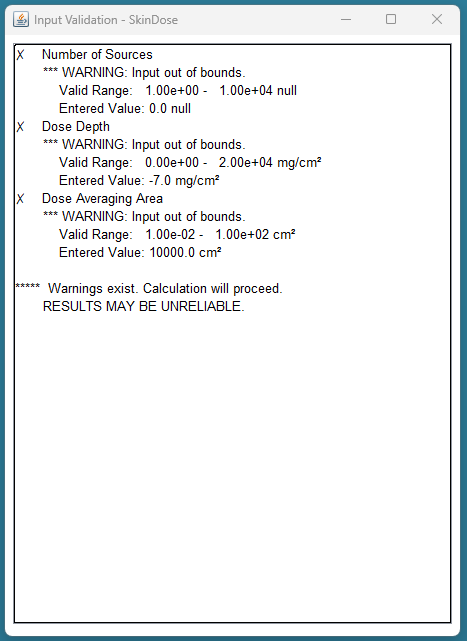 Input Validation - SkinDose
✗ Number of Sources
*** WARNING: Input out of bounds.
Valid Range: 1.00e+00 - 1.00e+04 null
Entered Value: 0.0 null
✗ Dose Depth
*** WARNING: Input out of bounds.
Valid Range: 0.00e+00 - 2.00e+04 mg/cm²
Entered Value: -7.0 mg/cm²
✗ Dose Averaging Area
*** WARNING: Input out of bounds.
Valid Range: 1.00e-02 - 1.00e+02 cm²
Entered Value: 10000.0 cm²
***** Warnings exist. Calculation will proceed.
RESULTS MAY BE UNRELIABLE.